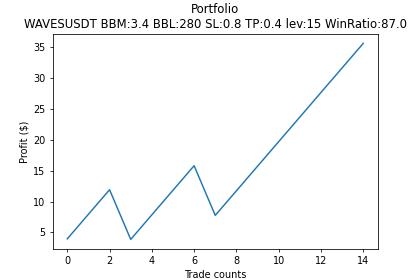 Portfolio
WAVESUSDT BBM:3.4 BBL:280 SL:0.8 TP:0.4 lev:15 WinRatio:87.0
35
30
25
20
15
10
5
Profit ($)
0 2 4 6 8 10 12 14
Trade counts